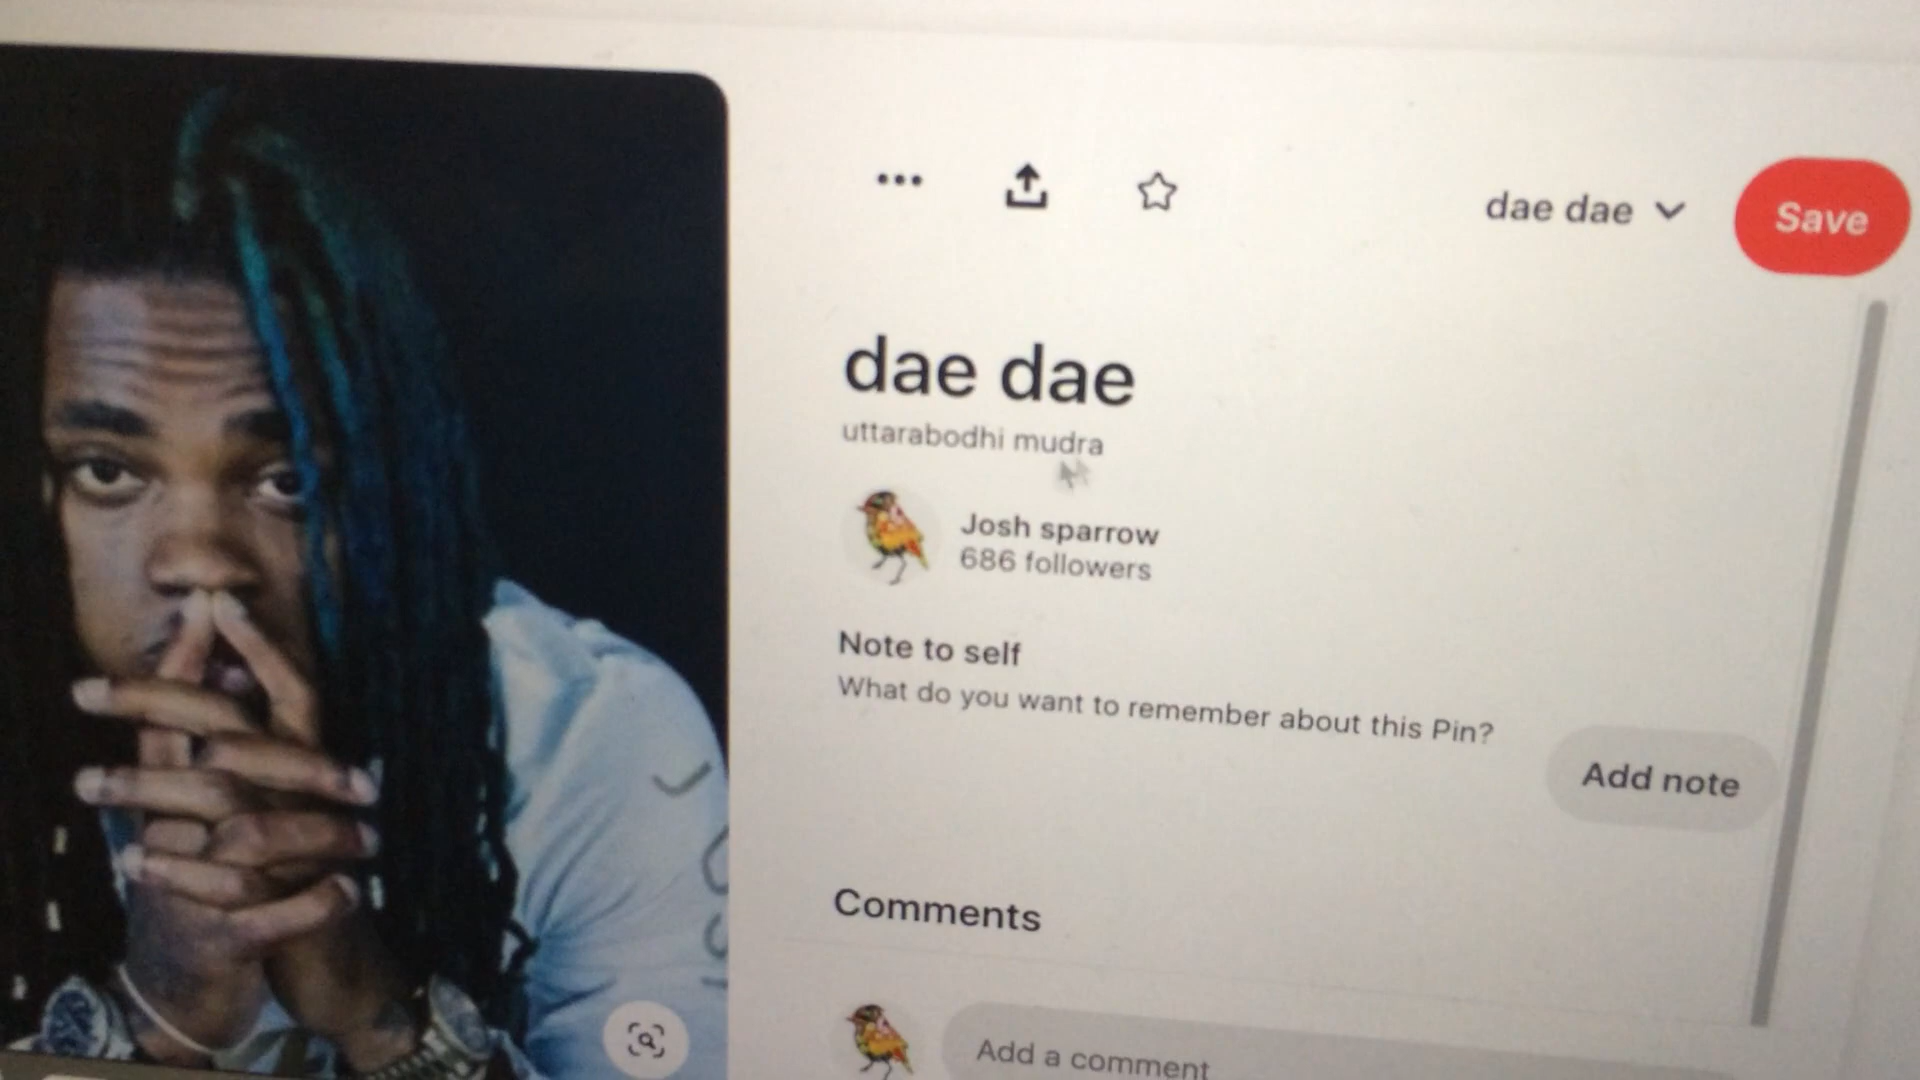 dae dae
Save
dae dae
uttarabodhi mudra
Josh sparrow
686 followers
Note to self
What do you want to remember about this Pin?
Add note
Comments
Add a comment